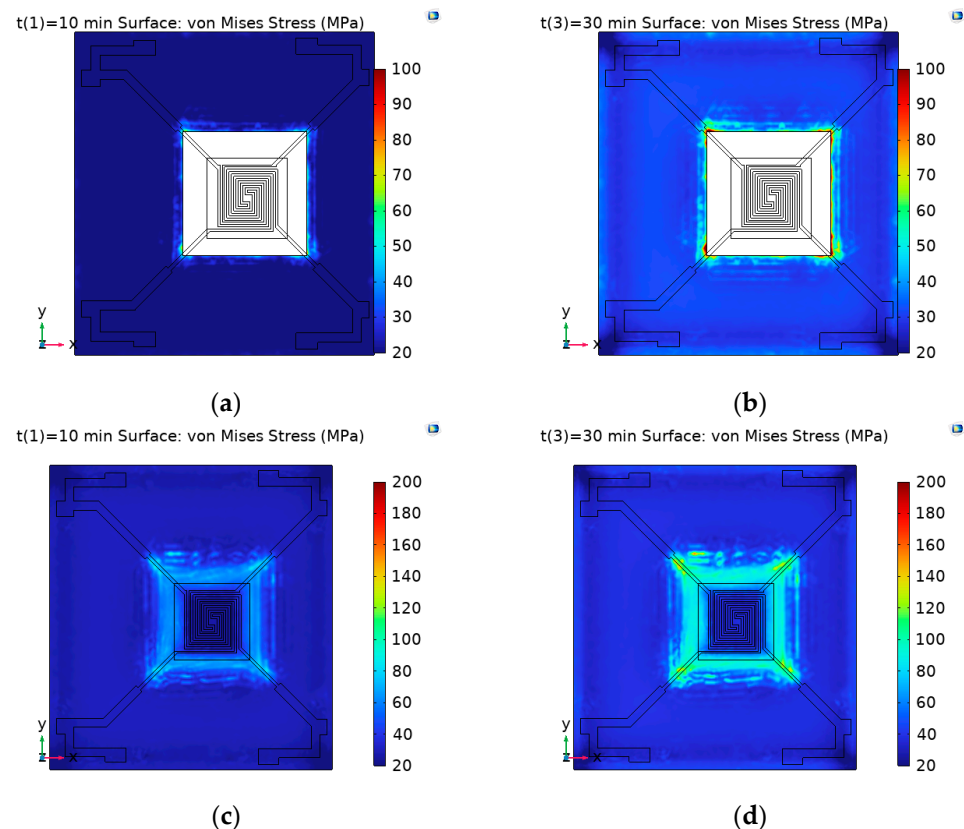 t(1)=10 min Surface: von Mises Stress (MPa)
t(3)=30 min Surface: von Mises Stress (MPa)
100
90
80
70
60
50
40
30
20
y
z
x
100
90
80
70
60
50
40
30
20
y
z
x
(a)
(b)
t(1)=10 min Surface: von Mises Stress (MPa)
t(3)=30 min Surface: von Mises Stress (MPa)
200
180
160
140
120
100
80
60
40
20
y
z
x
200
180
160
140
120
100
80
60
40
20
y
z
x
(c)
(d)